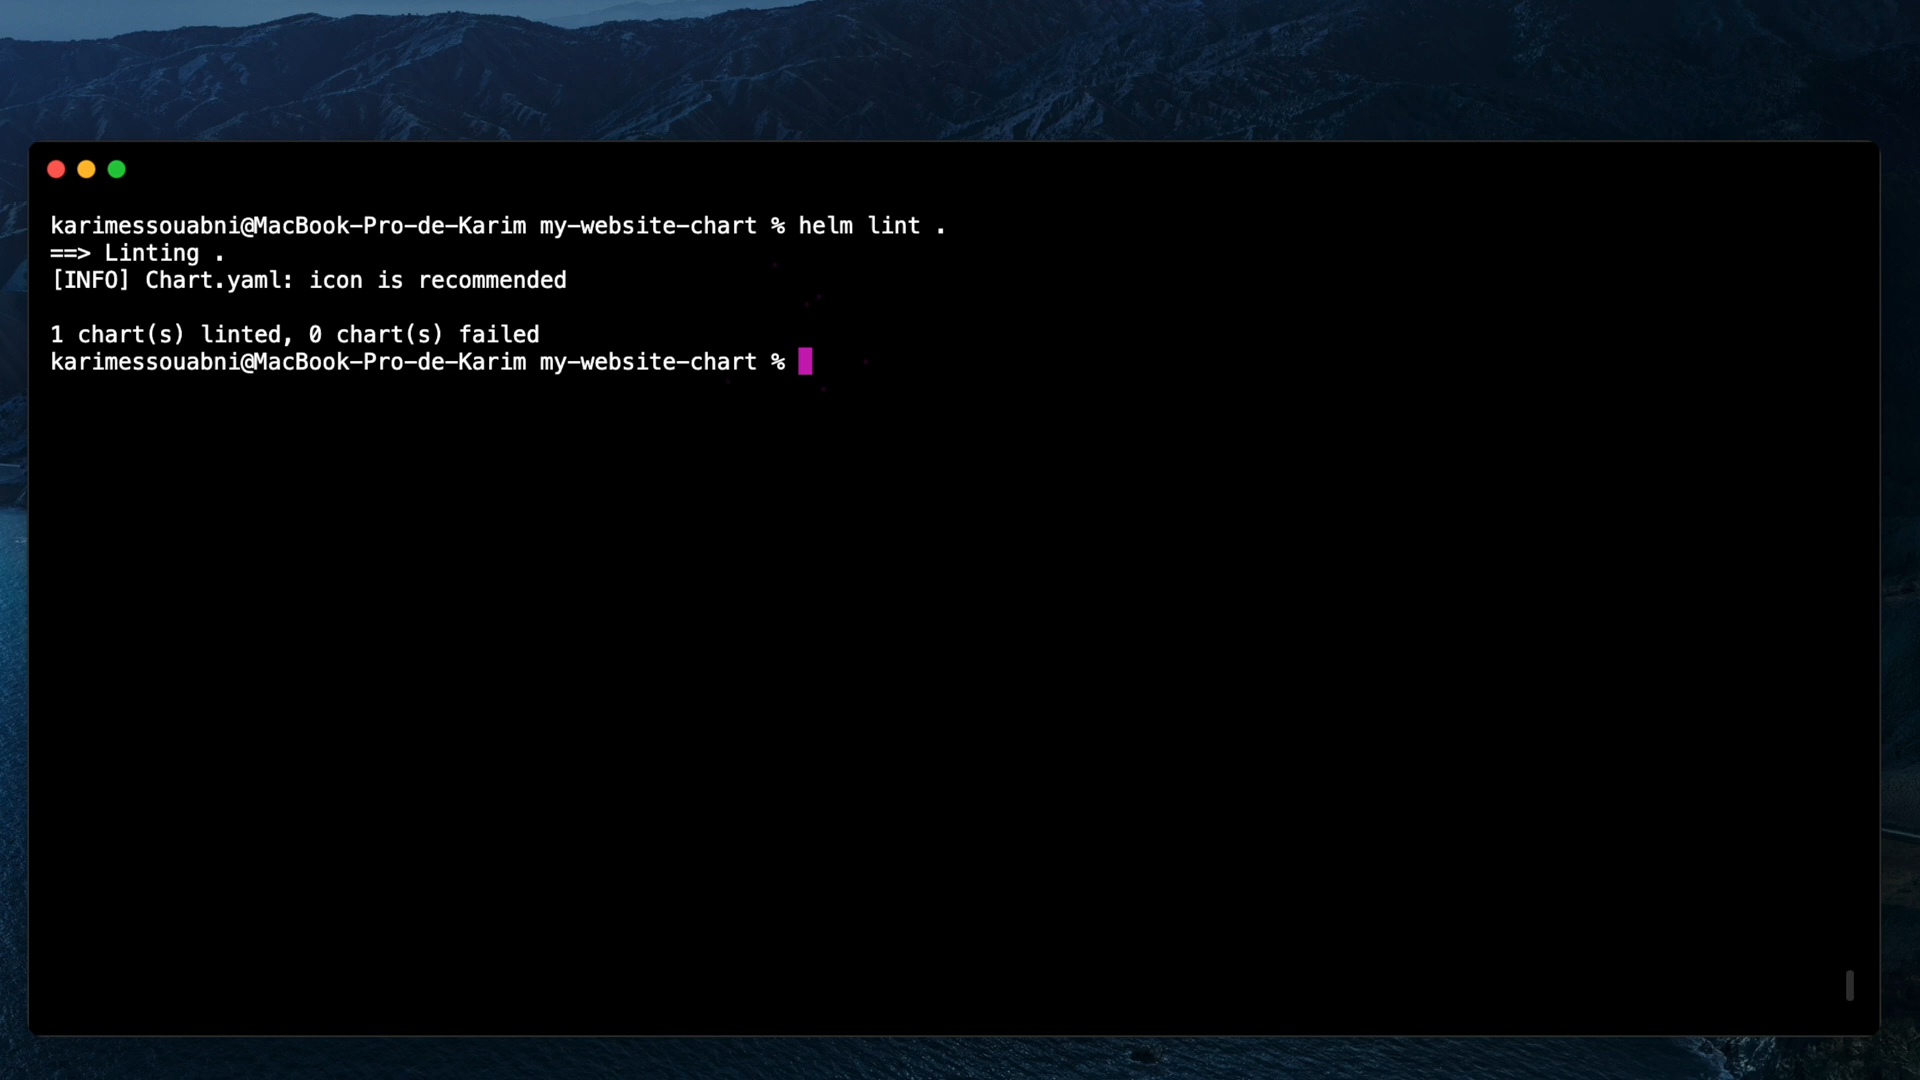 karimessouabni@MacBook-Pro-de-Karim my-website-chart % helm lint .
==> Linting .
[INFO] Chart.yaml: icon is recommended
1 chart(s) linted, 0 chart(s) failed
karimessouabni@MacBook-Pro-de-Karim my-website-chart %